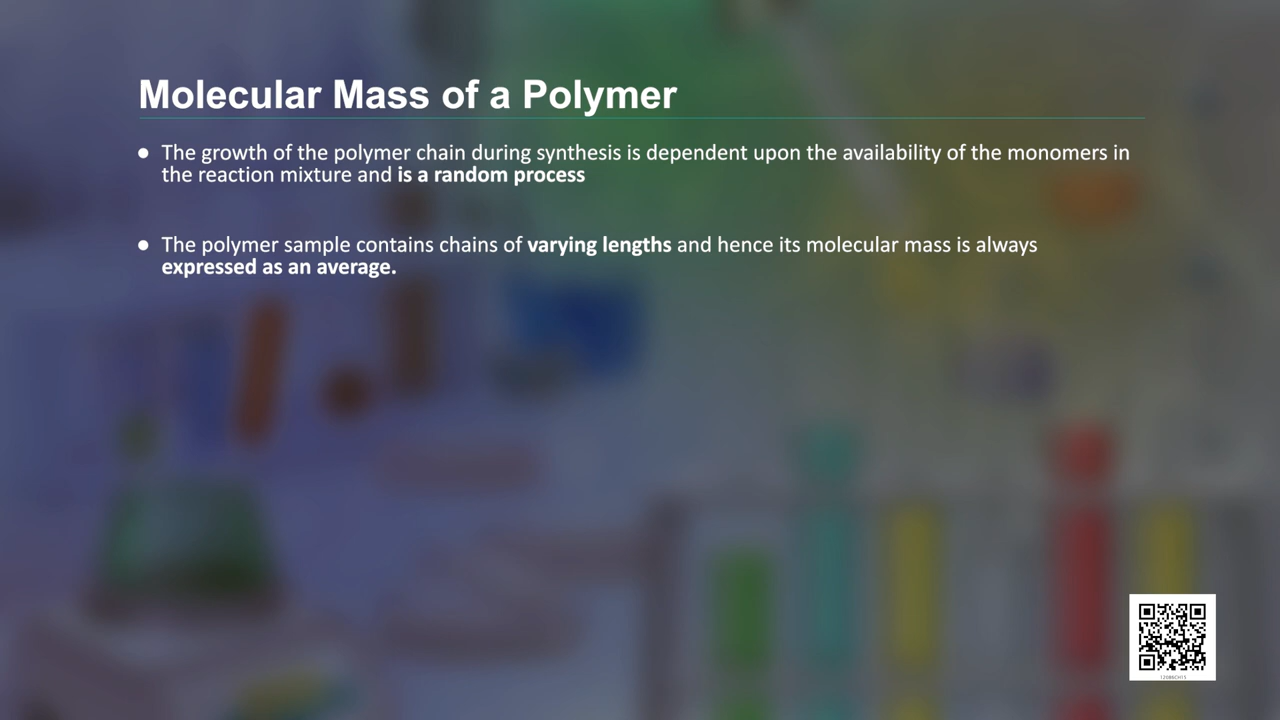 Molecular Mass of a Polymer
● The growth of the polymer chain during synthesis is dependent upon the availability of the monomers in
the reaction mixture and is a random process
● The polymer sample contains chains of varying lengths and hence its molecular mass is always
expressed as an average.
12086CH15